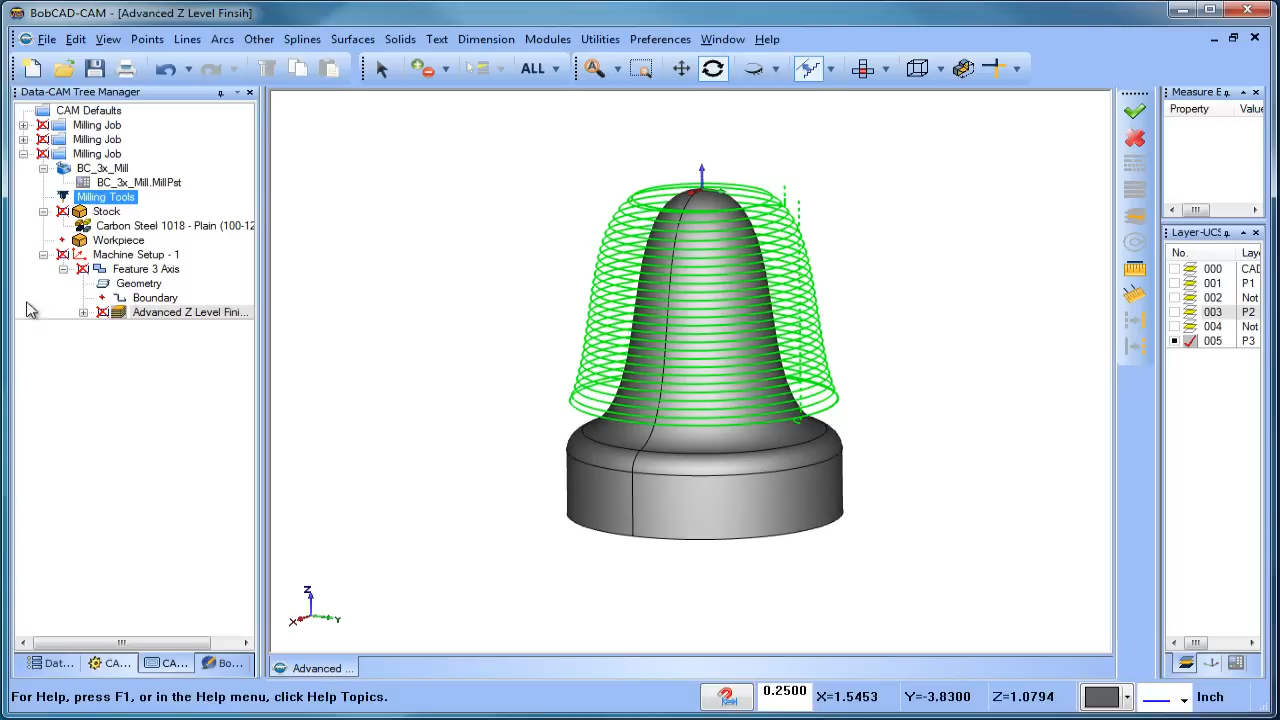 BobCAD-CAM - [Advanced Z Level Finsih]
File Edit View Points Lines Arcs Other Splines Surfaces Solids Text Dimension Modules Utilities Preferences Window Help
ALL
Data-CAM Tree Manager
CAM Defaults
Milling Job
Milling Job
Milling Job
BC_3x_Mill
BC_3x_Mill.MillPst
Milling Tools
Stock
Carbon Steel 1018 - Plain (100-12
Workpiece
Machine Setup - 1
Feature 3 Axis
Geometry
Boundary
Advanced Z Level Fini...
Z
X
Y
Measure E
Property Value
Layer-UCS
No. Laye
000 CAD
001 P1
002 Not
003 P2
004 Not
005 P3
Dat... CA... CA... Bo...
Advanced ...
For Help, press F1, or in the Help menu, click Help Topics.
0.2500 X=1.5453 Y=-3.8300 Z=1.0794 Inch